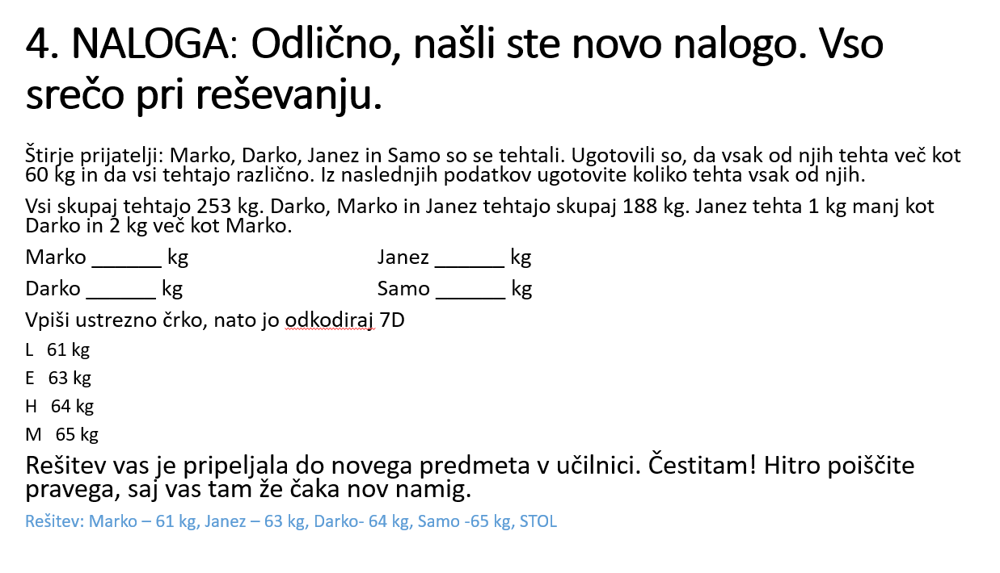 4. NALOGA: Odlično, našli ste novo nalogo. Vso
srečo pri reševanju.
Štirje prijatelji: Marko, Darko, Janez in Samo so se tehtali. Ugotovili so, da vsak od njih tehta več kot
60 kg in da vsi tehtajo različno. Iz naslednjih podatkov ugotovite koliko tehta vsak od njih.
Vsi skupaj tehtajo 253 kg. Darko, Marko in Janez tehtajo skupaj 188 kg. Janez tehta 1 kg manj kot
Darko in 2 kg več kot Marko.
Marko ______ kg Janez ______ kg
Darko ______ kg Samo ______ kg
Vpiši ustrezno črko, nato jo odkodiraj 7D
L 61 kg
E 63 kg
H 64 kg
M 65 kg
Rešitev vas je pripeljala do novega predmeta v učilnici. Čestitam! Hitro poiščite
pravega, saj vas tam že čaka nov namig.
Rešitev: Marko – 61 kg, Janez – 63 kg, Darko- 64 kg, Samo -65 kg, STOL